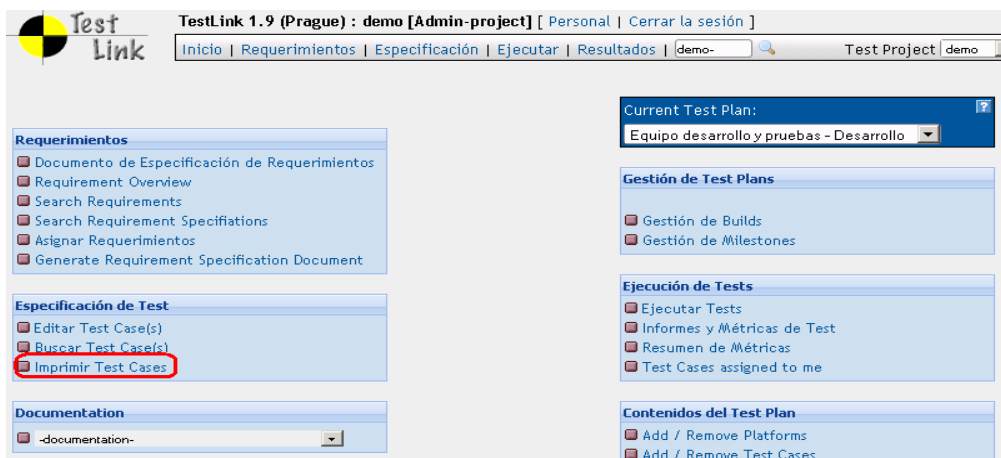 Test
Link
TestLink 1.9 (Prague) : demo [Admin-project] [ Personal | Cerrar la sesión ]
Inicio | Requerimientos | Especificación | Ejecutar | Resultados | demo-
Test Project demo
Current Test Plan:
?
Equipo desarrollo y pruebas - Desarrollo
Requerimientos
Documento de Especificación de Requerimientos
Requirement Overview
Search Requirements
Search Requirement Specifiations
Asignar Requerimientos
Generate Requirement Specification Document
Especificación de Test
Editar Test Case(s)
Buscar Test Case(s)
Imprimir Test Cases
Documentation
-documentation-
Gestión de Test Plans
Gestión de Builds
Gestión de Milestones
Ejecución de Tests
Ejecutar Tests
Informes y Métricas de Test
Resumen de Métricas
Test Cases assigned to me
Contenidos del Test Plan
Add / Remove Platforms
Add / Remove Test Cases